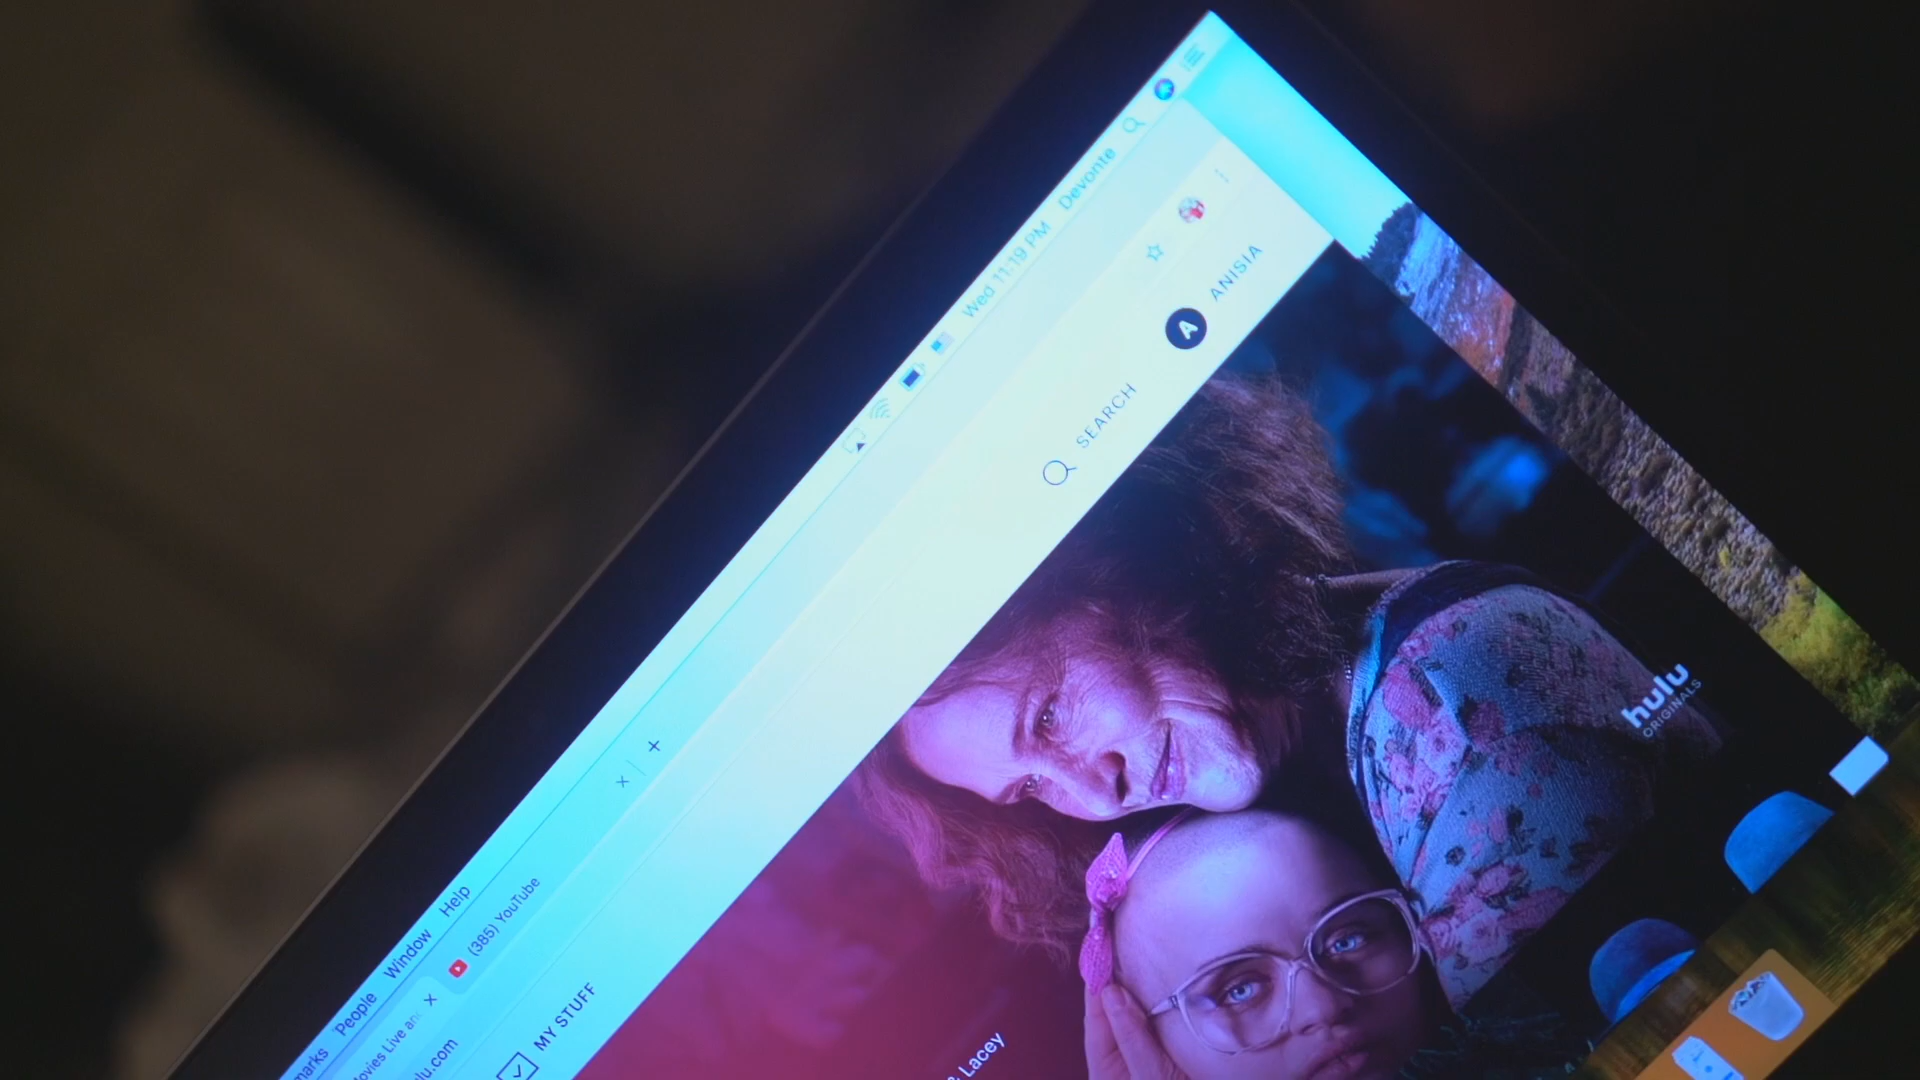 marks People Window Help
Wed 11:19 PM Devonte
ovies Live an
(385) YouTube
lu.com
MY STUFF
SEARCH
A ANISIA
hulu
ORIGINALS
Lacey